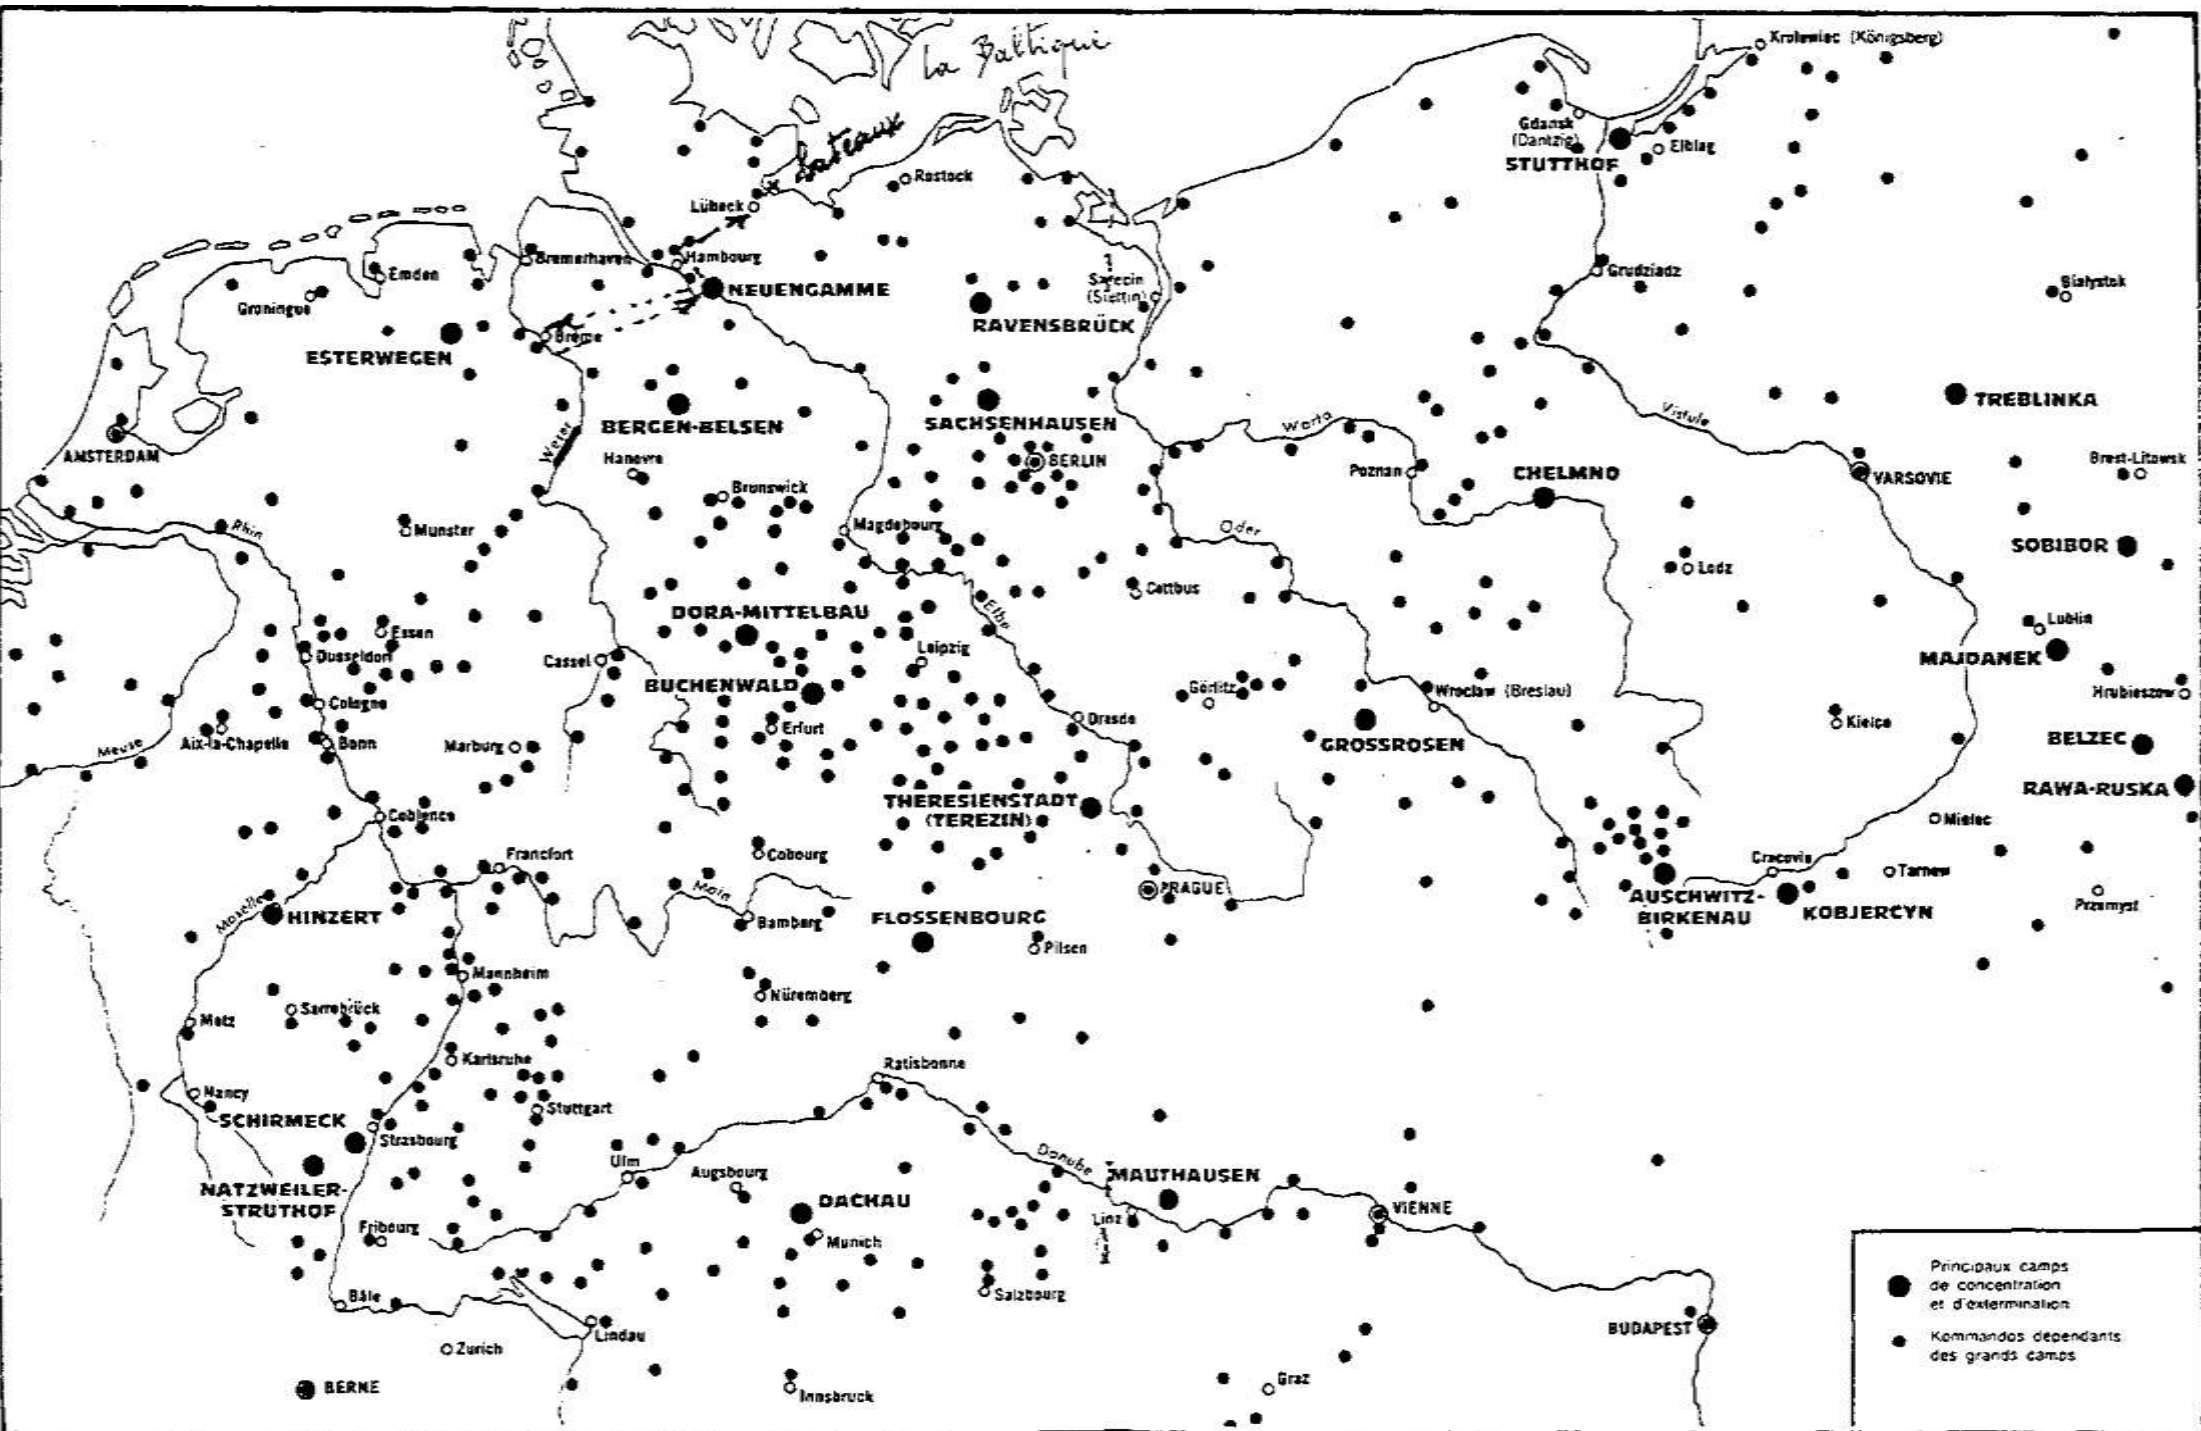 la Baltique
Krolewiec (Königsberg)
bateaux
Gdansk
(Dantzig)
Elblag
STUTTHOF
Rostock
Lübeck
Hambourg
Bremerhaven
Emden
Groningue
NEUENGAMME
Grudziadz
Białystok
(Stettin)
RAVENSBRÜCK
Brême
ESTERWEGEN
TREBLINKA
Vistule
Warta
BERGEN-BELSEN
SACHSENHAUSEN
Weser
AMSTERDAM
Hanovre
BERLIN
Poznan
CHELMNO
VARSOVIE
Brest-Litowsk
Brunswick
Rhin
Munster
Magdebourg
Oder
SOBIBOR
Lodz
Cottbus
DORA-MITTELBAU
Elbe
Lublin
Essen
Dusseldorf
Cassel
Leipzig
MAJDANEK
BUCHENWALD
Görlitz
Wroclaw (Breslau)
Hrubieszow
Cologne
Dresde
Kielce
Aix-la-Chapelle
Bonn
Marburg
Erfurt
GROSSROSEN
BELZEC
Meuse
RAWA-RUSKA
THERESIENSTADT
(TEREZIN)
Coblence
Mielec
Francfort
Cobourg
Cracovie
Tarnow
Main
PRAGUE
AUSCHWITZ-
BIRKENAU
KOBJERCYN
Moselle
HINZERT
Bamberg
FLOSSENBOURG
Pilsen
Mannheim
Nüremberg
Sarrebrück
Metz
Karlsruhe
Ratisbonne
Nancy
SCHIRMECK
Stuttgart
Strasbourg
Danube
Ulm
Augsbourg
MAUTHAUSEN
NATZWEILER-
STRUTHOF
DACHAU
Linz
VIENNE
Fribourg
Munich
Bâle
Salzbourg
Lindau
Zurich
BUDAPEST
BERNE
Innsbruck
Graz
Principaux camps
de concentration
et d'extermination
Kommandos dépendants
des grands camps